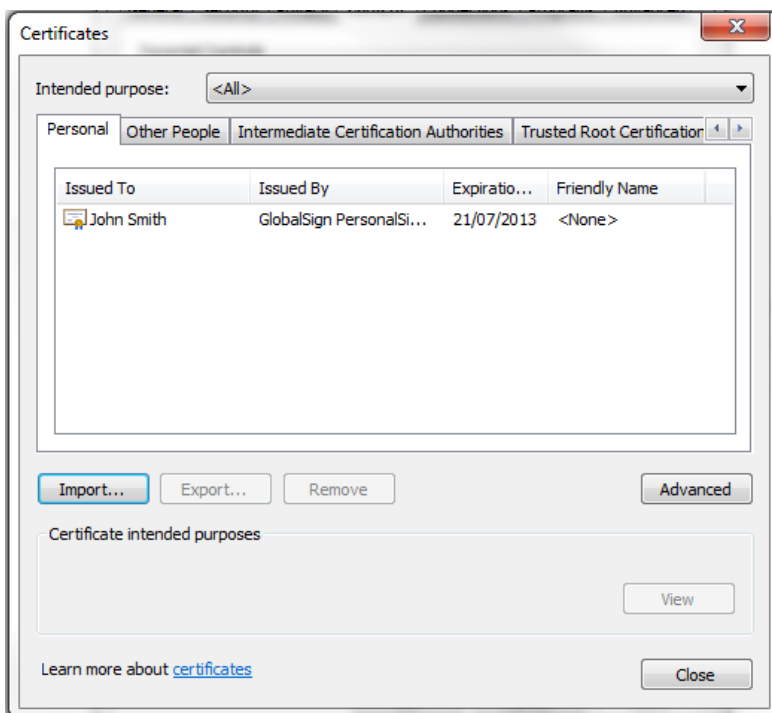 Certificates
Intended purpose: <All>
Personal Other People Intermediate Certification Authorities Trusted Root Certification
Issued To Issued By Expiratio... Friendly Name
John Smith GlobalSign PersonalSi... 21/07/2013 <None>
Import... Export... Remove Advanced
Certificate intended purposes
View
Learn more about certificates
Close